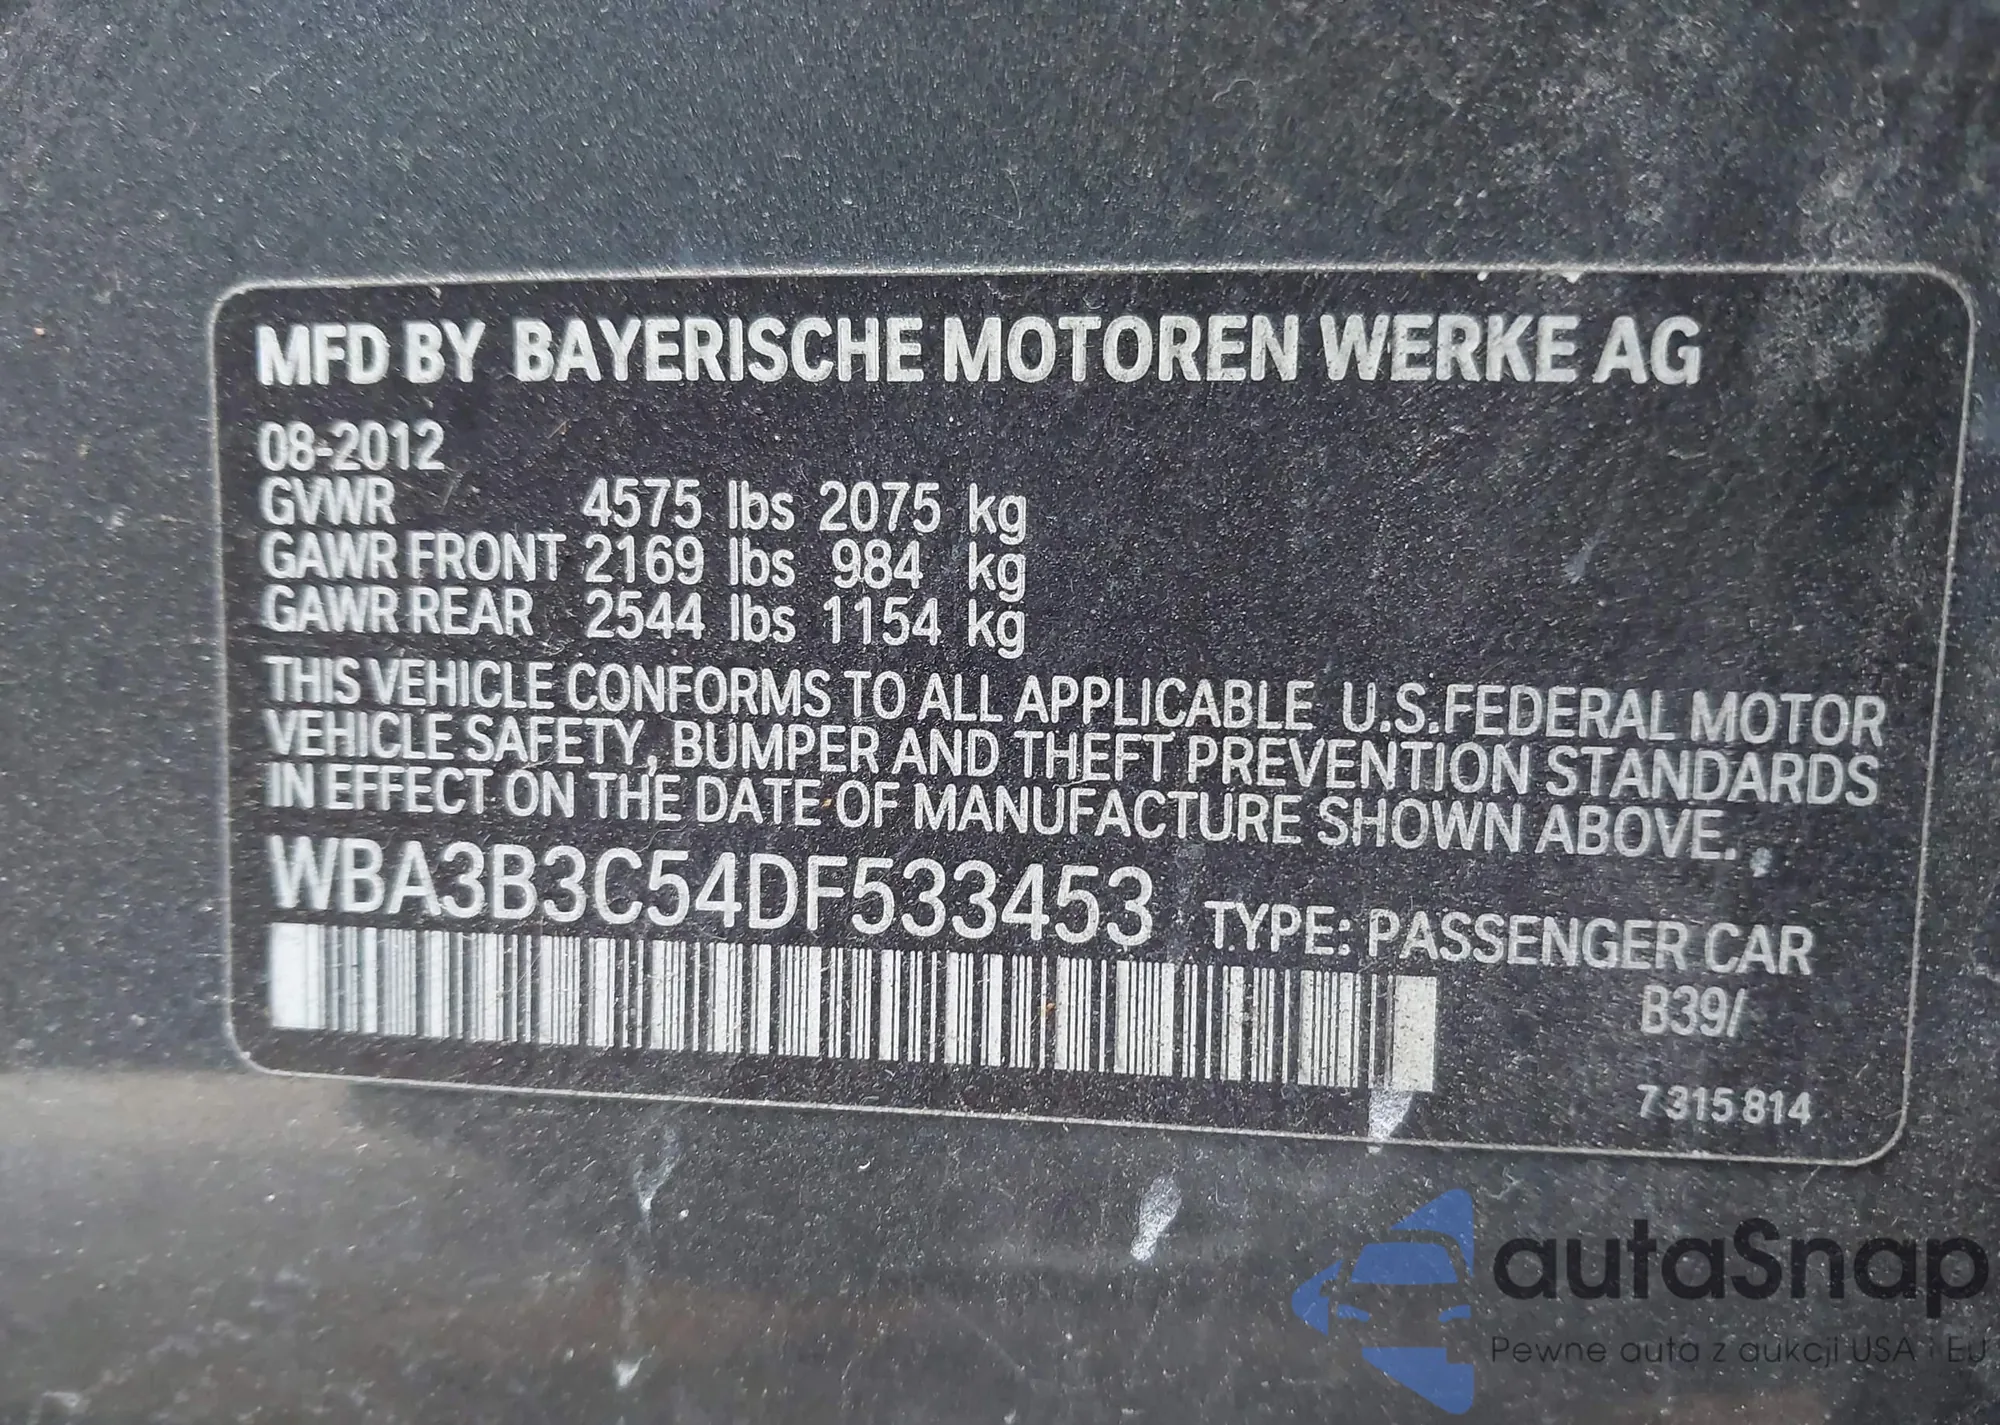 MFD BY BAYERISCHE MOTOREN WERKE AG
08-2012
GVWR 4575 lbs 2075 kg
GAWR FRONT 2169 lbs 984 kg
GAWR REAR 2544 lbs 1154 kg
THIS VEHICLE CONFORMS TO ALL APPLICABLE U.S.FEDERAL MOTOR
VEHICLE SAFETY, BUMPER AND THEFT PREVENTION STANDARDS
IN EFFECT ON THE DATE OF MANUFACTURE SHOWN ABOVE.
WBA3B3C54DF533453 TYPE: PASSENGER CAR
B39/
7 315 814
autaSnap
Pewne auta z aukcji USA i EU